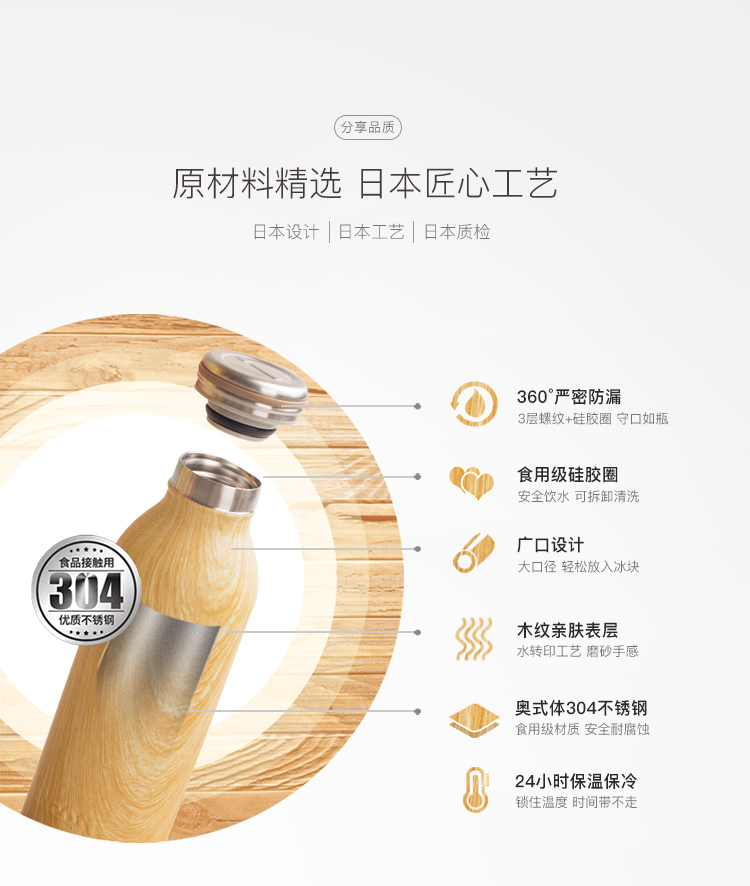 分享品质
原材料精选 日本匠心工艺
日本设计 | 日本工艺 | 日本质检
360°严密防漏
3层螺纹+硅胶圈 守口如瓶
食用级硅胶圈
安全饮水 可拆卸清洗
广口设计
大口径 轻松放入冰块
食品接触用
304
优质不锈钢
木纹亲肤表层
水转印工艺 磨砂手感
奥式体304不锈钢
食用级材质 安全耐腐蚀
24小时保温保冷
锁住温度 时间带不走